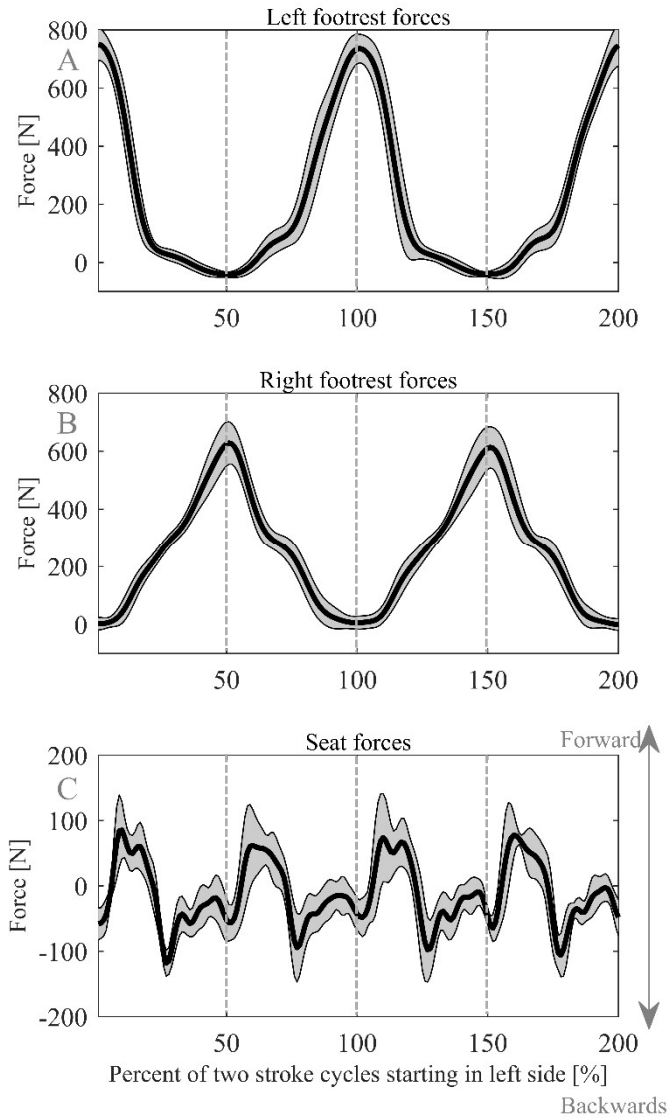 Left footrest forces
A
800
600
400
200
0
Force [N]
50 100 150 200
Right footrest forces
B
800
600
400
200
0
Force [N]
50 100 150 200
Seat forces
Forward
C
200
100
0
-100
-200
Force [N]
50 100 150 200
Percent of two stroke cycles starting in left side [%]
Backwards